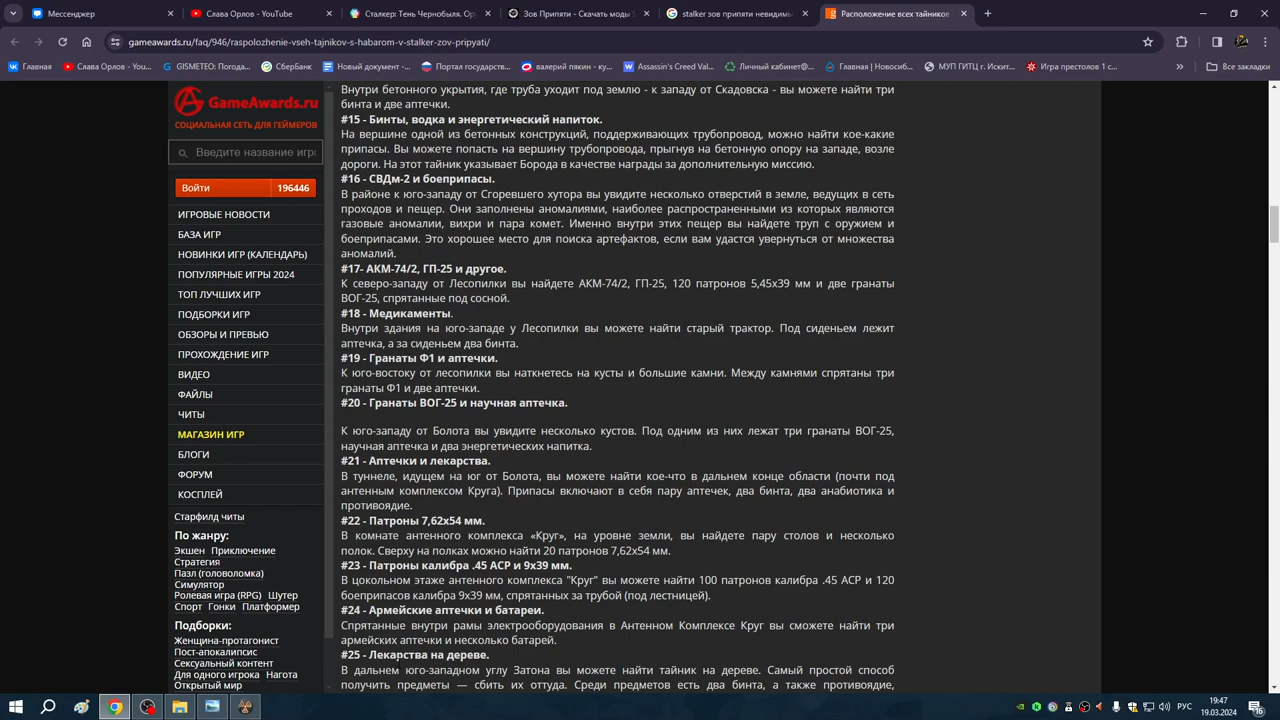 Мессенджер
Слава Орлов - YouTube
Сталкер: Тень Чернобыля. Ор
Зов Припяти - Скачать моды S
stalker зов припяти невидимы
Расположение всех тайников
gameawards.ru/faq/946/raspolozhenie-vseh-tajnikov-s-habarom-v-stalker-zov-pripyati/
Главная
Слава Орлов - You...
GISMETEO: Погода...
СберБанк
Новый документ -...
Портал государств...
валерий пякин - ку...
Assassin's Creed Val...
Личный кабинет@...
Главная | Новосиб...
МУП ГИТЦ г. Искит...
Игра престолов 1 с...
Все закладки
GameAwards.ru
СОЦИАЛЬНАЯ СЕТЬ ДЛЯ ГЕЙМЕРОВ
Введите название игры
Войти 196446
ИГРОВЫЕ НОВОСТИ
БАЗА ИГР
НОВИНКИ ИГР (КАЛЕНДАРЬ)
ПОПУЛЯРНЫЕ ИГРЫ 2024
ТОП ЛУЧШИХ ИГР
ПОДБОРКИ ИГР
ОБЗОРЫ И ПРЕВЬЮ
ПРОХОЖДЕНИЕ ИГР
ВИДЕО
ФАЙЛЫ
ЧИТЫ
МАГАЗИН ИГР
БЛОГИ
ФОРУМ
КОСПЛЕЙ
Старфилд читы
По жанру:
Экшен Приключение
Стратегия
Пазл (головоломка)
Симулятор
Ролевая игра (RPG) Шутер
Спорт Гонки Платформер
Подборки:
Женщина-протагонист
Пост-апокалипсис
Сексуальный контент
Для одного игрока Нагота
Открытый мир
Внутри бетонного укрытия, где труба уходит под землю - к западу от Скадовска - вы можете найти три
бинта и две аптечки.
#15 - Бинты, водка и энергетический напиток.
На вершине одной из бетонных конструкций, поддерживающих трубопровод, можно найти кое-какие
припасы. Вы можете попасть на вершину трубопровода, прыгнув на бетонную опору на западе, возле
дороги. На этот тайник указывает Борода в качестве награды за дополнительную миссию.
#16 - СВДм-2 и боеприпасы.
В районе к юго-западу от Сгоревшего хутора вы увидите несколько отверстий в земле, ведущих в сеть
проходов и пещер. Они заполнены аномалиями, наиболее распространенными из которых являются
газовые аномалии, вихри и пара комет. Именно внутри этих пещер вы найдете труп с оружием и
боеприпасами. Это хорошее место для поиска артефактов, если вам удастся увернуться от множества
аномалий.
#17- АКМ-74/2, ГП-25 и другое.
К северо-западу от Лесопилки вы найдете АКМ-74/2, ГП-25, 120 патронов 5,45x39 мм и две гранаты
ВОГ-25, спрятанные под сосной.
#18 - Медикаменты.
Внутри здания на юго-западе у Лесопилки вы можете найти старый трактор. Под сиденьем лежит
аптечка, а за сиденьем два бинта.
#19 - Гранаты Ф1 и аптечки.
К юго-востоку от лесопилки вы наткнетесь на кусты и большие камни. Между камнями спрятаны три
гранаты Ф1 и две аптечки.
#20 - Гранаты ВОГ-25 и научная аптечка.
К юго-западу от Болота вы увидите несколько кустов. Под одним из них лежат три гранаты ВОГ-25,
научная аптечка и два энергетических напитка.
#21 - Аптечки и лекарства.
В туннеле, идущем на юг от Болота, вы можете найти кое-что в дальнем конце области (почти под
антенным комплексом Круга). Припасы включают в себя пару аптечек, два бинта, два анабиотика и
противоядие.
#22 - Патроны 7,62x54 мм.
В комнате антенного комплекса «Круг», на уровне земли, вы найдете пару столов и несколько
полок. Сверху на полках можно найти 20 патронов 7,62x54 мм.
#23 - Патроны калибра .45 ACP и 9x39 мм.
В цокольном этаже антенного комплекса "Круг" вы можете найти 100 патронов калибра .45 ACP и 120
боеприпасов калибра 9x39 мм, спрятанных за трубой (под лестницей).
#24 - Армейские аптечки и батареи.
Спрятанные внутри рамы электрооборудования в Антенном Комплексе Круг вы сможете найти три
армейских аптечки и несколько батарей.
#25 - Лекарства на дереве.
В дальнем юго-западном углу Затона вы можете найти тайник на дереве. Самый простой способ
получить предметы — сбить их оттуда. Среди предметов есть два бинта, а также противоядие,
РУС
19:47
19.03.2024
16